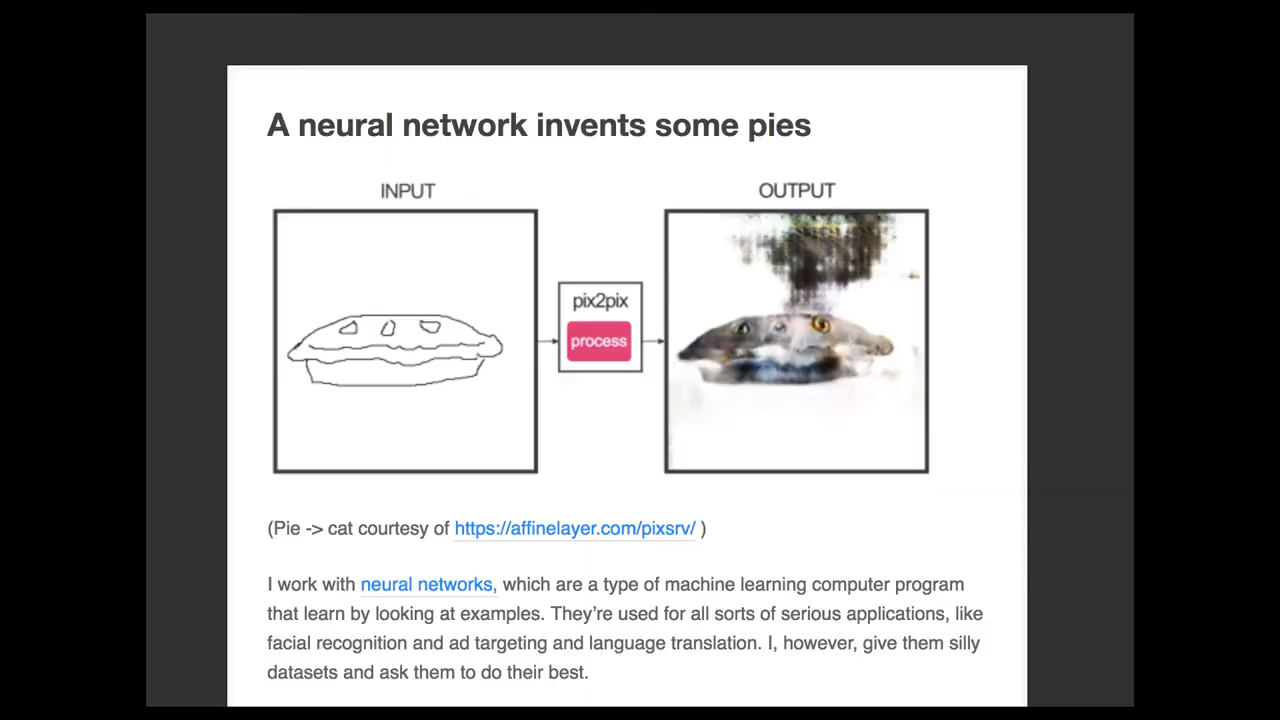 A neural network invents some pies
INPUT
OUTPUT
pix2pix
process
(Pie -> cat courtesy of https://affinelayer.com/pixsrv/ )
I work with neural networks, which are a type of machine learning computer program
that learn by looking at examples. They’re used for all sorts of serious applications, like
facial recognition and ad targeting and language translation. I, however, give them silly
datasets and ask them to do their best.